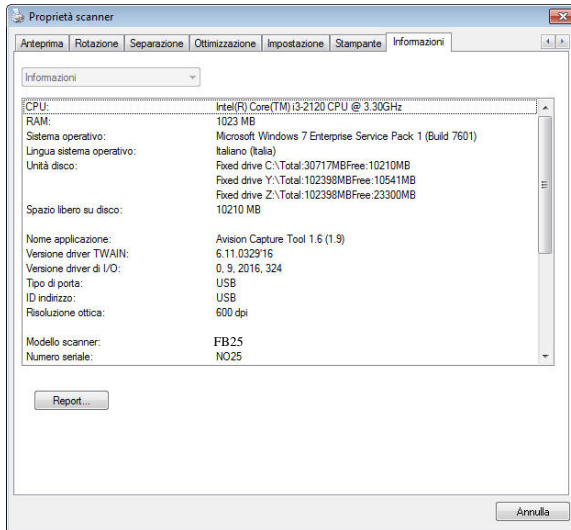 Proprietà scanner
Anteprima Rotazione Separazione Ottimizzazione Impostazione Stampante Informazioni
Informazioni
CPU: Intel(R) Core(TM) i3-2120 CPU @ 3.30GHz
RAM: 1023 MB
Sistema operativo: Microsoft Windows 7 Enterprise Service Pack 1 (Build 7601)
Lingua sistema operativo: Italiano (Italia)
Unità disco: Fixed drive C:\Total:30717MBFree:10210MB
Fixed drive Y:\Total:102398MBFree:10541MB
Fixed drive Z:\Total:102398MBFree:23300MB
Spazio libero su disco: 10210 MB
Nome applicazione: Avision Capture Tool 1.6 (1.9)
Versione driver TWAIN: 6.11.0329'16
Versione driver di I/O: 0, 9, 2016, 324
Tipo di porta: USB
ID indirizzo: USB
Risoluzione ottica: 600 dpi
Modello scanner: FB25
Numero seriale: NO25
Report...
Annulla